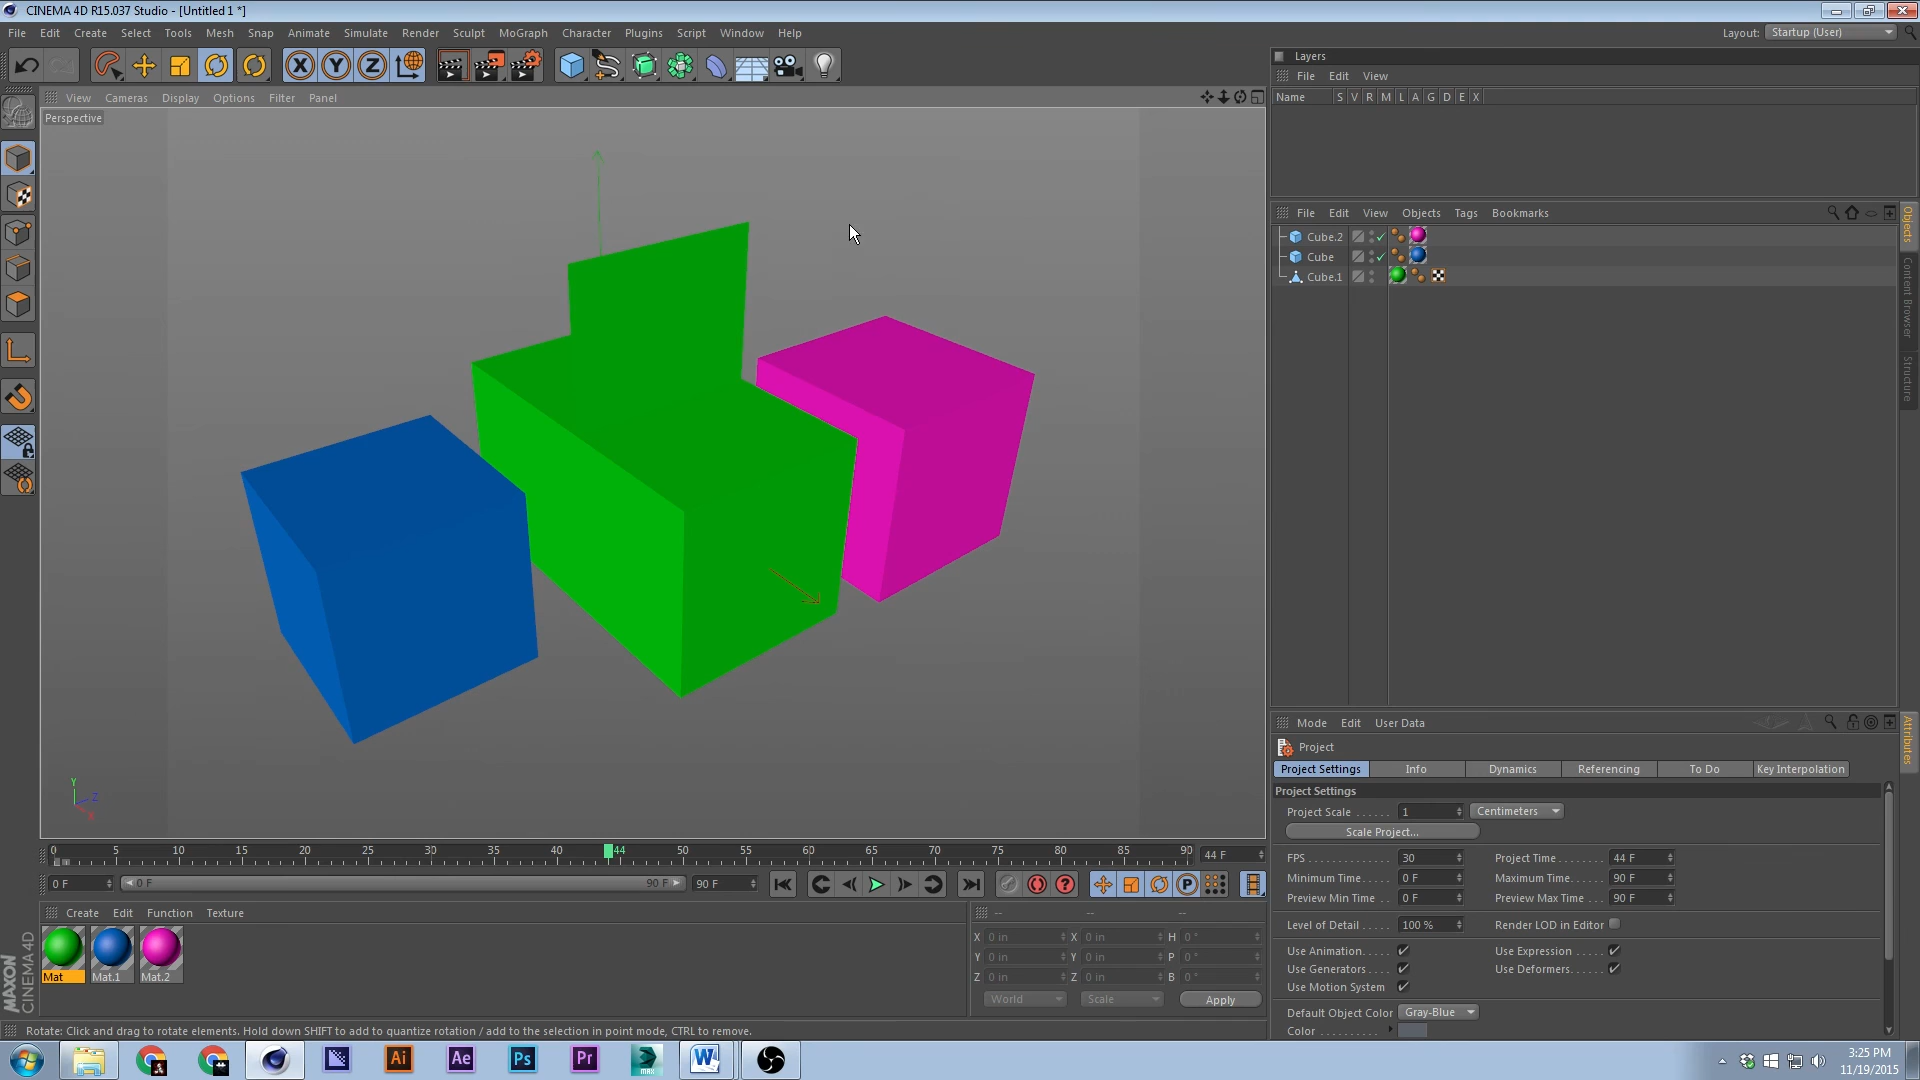 CINEMA 4D R15.037 Studio - [Untitled 1 *]
File Edit Create Select Tools Mesh Snap Animate Simulate Render Sculpt MoGraph Character Plugins Script Window Help
Layout: Startup (User)
X Y Z
Layers
File Edit View
Name S V R M L A G D E X
View Cameras Display Options Filter Panel
Perspective
File Edit View Objects Tags Bookmarks
Cube.2
Cube
Cube.1
Objects
Content Browser
Structure
Y
Z
X
Mode Edit User Data
Attributes
Project
Project Settings Info Dynamics Referencing To Do Key Interpolation
Project Settings
Project Scale . . . . . . 1 Centimeters
Scale Project...
FPS . . . . . . . . . . . . 30 Project Time . . . . . . . 44 F
Minimum Time. . . . 0 F Maximum Time. . . . . 90 F
Preview Min Time . . 0 F Preview Max Time . . . 90 F
Level of Detail . . . . . 100 % Render LOD in Editor
Use Animation. . . . . Use Expression . . . .
Use Generators . . . . Use Deformers. . . . . .
Use Motion System
Default Object Color Gray-Blue
Color . . . . . . . . . .
0 5 10 15 20 25 30 35 40 44 50 55 60 65 70 75 80 85 90 44 F
0 F 0 F 90 F 90 F P
Create Edit Function Texture
Mat Mat.1 Mat.2
-- -- --
X 0 in X 0 in H 0 °
Y 0 in Y 0 in P 0 °
Z 0 in Z 0 in B 0 °
World Scale Apply
MAXON
CINEMA 4D
Rotate: Click and drag to rotate elements. Hold down SHIFT to add to quantize rotation / add to the selection in point mode, CTRL to remove.
Ai Ae Ps Pr MAX W
3:25 PM
11/19/2015